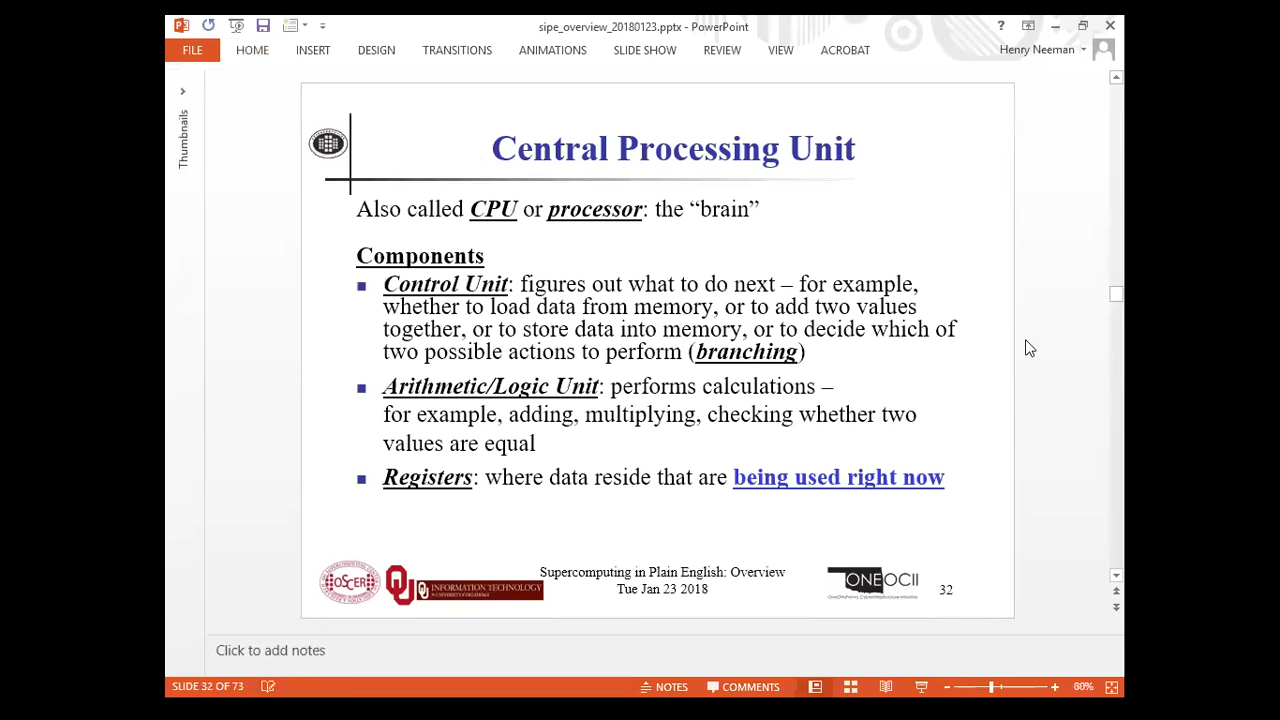 sipe_overview_20180123.pptx - PowerPoint
?
FILE HOME INSERT DESIGN TRANSITIONS ANIMATIONS SLIDE SHOW REVIEW VIEW ACROBAT Henry Neeman
Thumbnails
Central Processing Unit
Also called CPU or processor: the “brain”
Components
Control Unit: figures out what to do next – for example,
whether to load data from memory, or to add two values
together, or to store data into memory, or to decide which of
two possible actions to perform (branching)
Arithmetic/Logic Unit: performs calculations –
for example, adding, multiplying, checking whether two
values are equal
Registers: where data reside that are being used right now
OSCER
INFORMATION TECHNOLOGY
Supercomputing in Plain English: Overview
Tue Jan 23 2018
ONEOCII
32
Click to add notes
SLIDE 32 OF 73 NOTES COMMENTS 80%